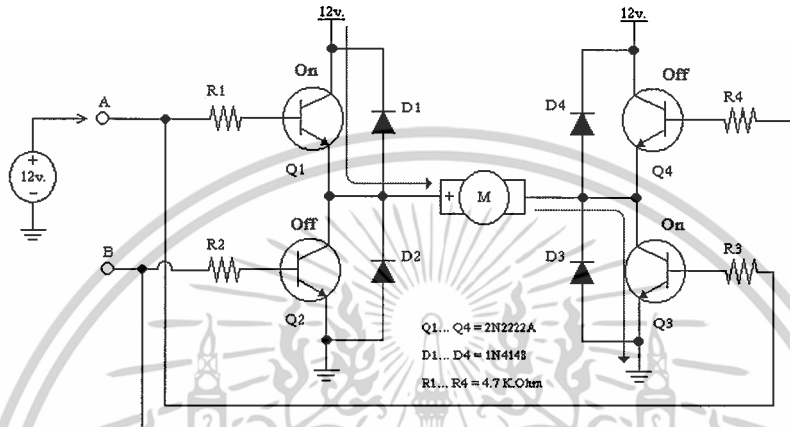 12v.
12v.
On
Off
R1
D1
D4
R4
A
Q1
Q4
+
12v.
-
+ M
Off
On
B
R2
D2
D3
R3
Q2
Q3
Q1... Q4 = 2N2222A
D1... D4 = 1N4148
R1... R4 = 4.7 K.Ohm